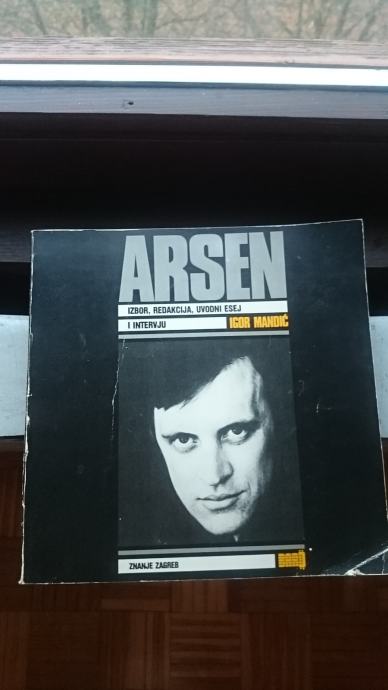 ARSEN
IZBOR, REDAKCIJA, UVODNI ESEJ
I INTERVJU IGOR MANDIĆ
ZNANJE ZAGREB